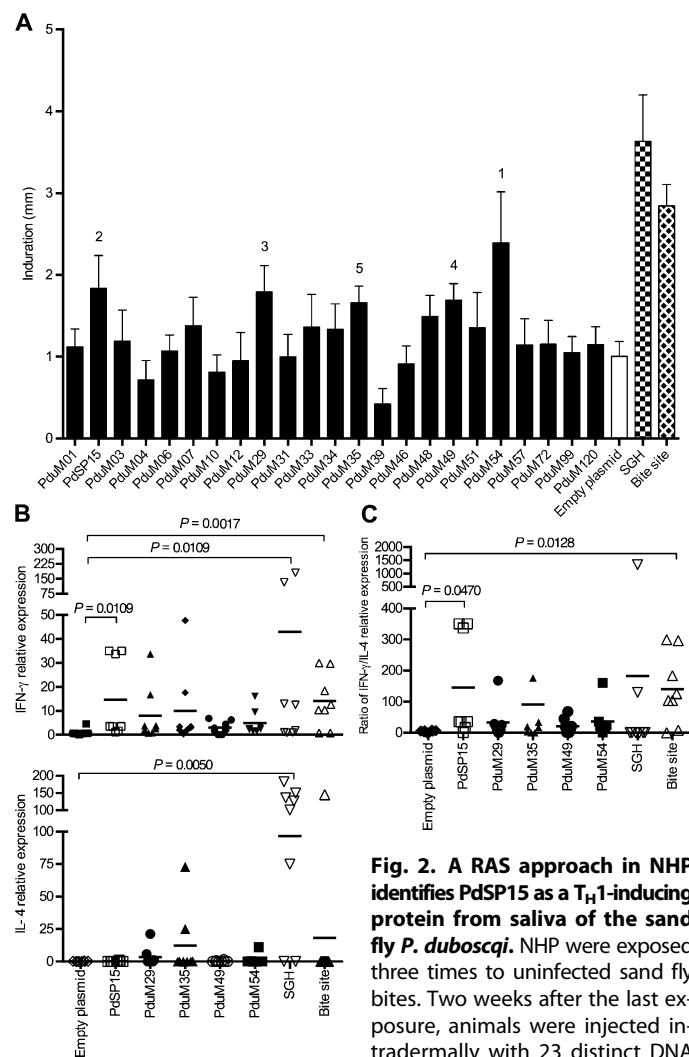 A
5
4
3
2
1
0
Induration (mm)
2
3
5
4
1
PduM01
PdSP15
PduM03
PduM04
PduM06
PduM07
PduM10
PduM12
PduM29
PduM31
PduM33
PduM34
PduM35
PduM39
PduM46
PduM48
PduM49
PduM51
PduM54
PduM57
PduM72
PduM99
PduM120
Empty plasmid
SGH
Bite site
B
P = 0.0017
P = 0.0109
P = 0.0109
300
225
150
75
50
40
30
20
10
0
IFN-γ relative expression
P = 0.0050
200
150
100
75
50
25
0
IL- 4 relative expression
Empty plasmid
PdSP15
PduM29
PduM35
PduM49
PduM54
SGH
Bite site
C
P = 0.0128
P = 0.0470
2000
1500
1000
500
400
300
200
100
0
Ratio of IFN-γ/IL-4 relative expression
Empty plasmid
PdSP15
PduM29
PduM35
PduM49
PduM54
SGH
Bite site
Fig. 2. A RAS approach in NHP
identifies PdSP15 as a TH1-inducing
protein from saliva of the sand
fly P. duboscqi. NHP were exposed
three times to uninfected sand fly
bites. Two weeks after the last ex-
posure, animals were injected in-
tradermally with 23 distinct DNA